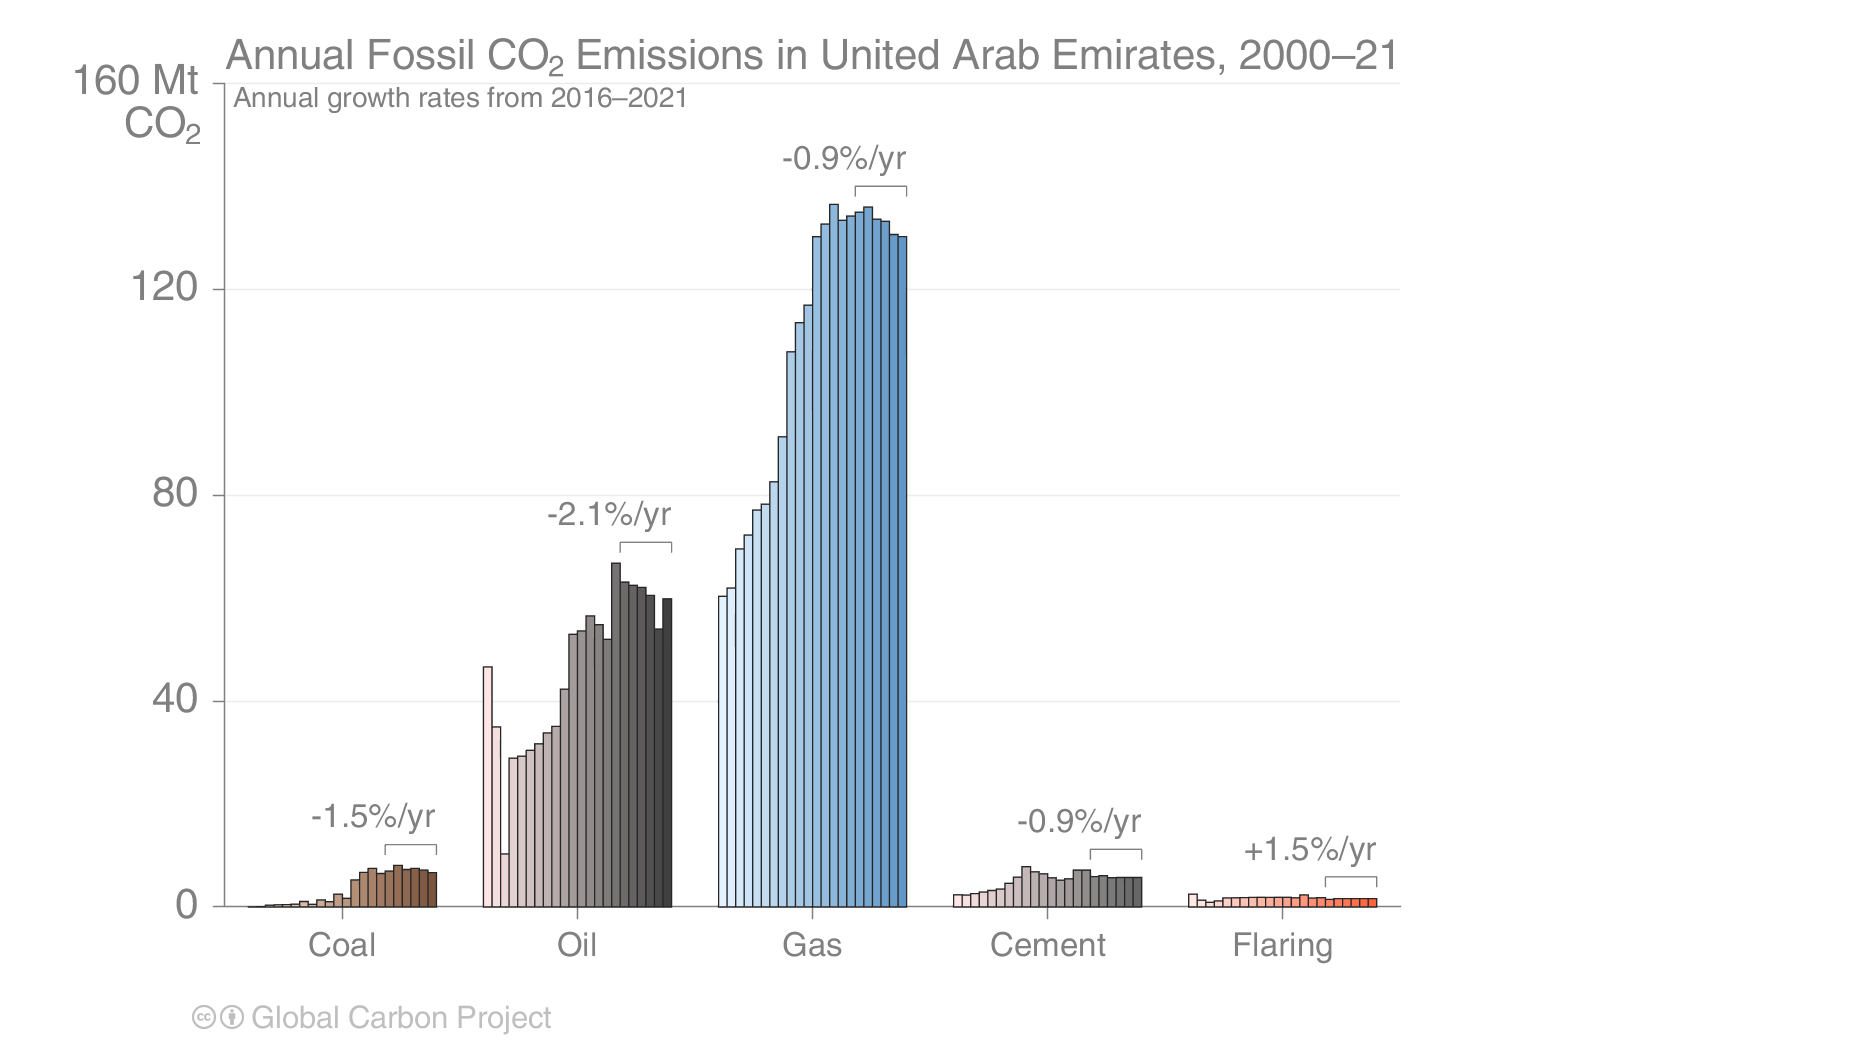 Annual Fossil CO₂ Emissions in United Arab Emirates, 2000–21
160 Mt
CO₂
Annual growth rates from 2016–2021
-0.9%/yr
120
80
-2.1%/yr
40
-1.5%/yr
-0.9%/yr
+1.5%/yr
0
Coal
Oil
Gas
Cement
Flaring
cc Global Carbon Project